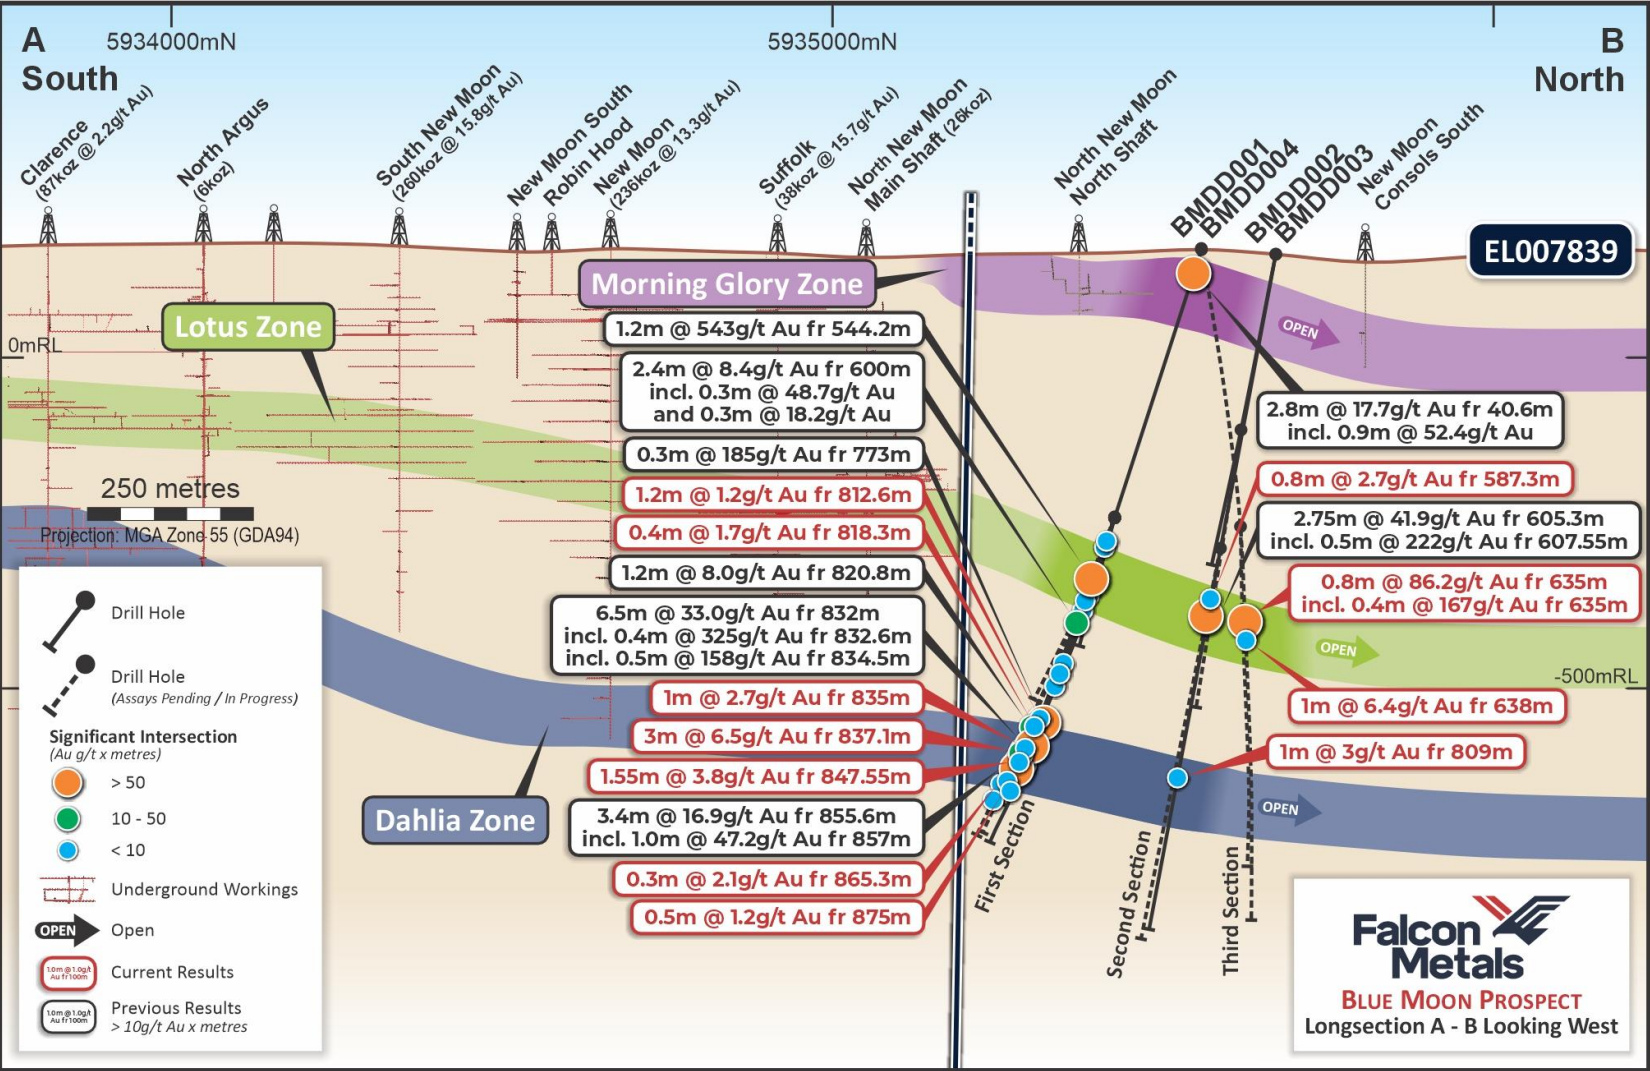 A
South
5934000mN
5935000mN
B
North
Clarence
(87koz @ 2.2g/t Au)
North Argus
(6koz)
South New Moon
(260koz @ 15.8g/t Au)
New Moon South
Robin Hood
New Moon
(236koz @ 13.3g/t Au)
Suffolk
(38koz @ 15.7g/t Au)
North New Moon
Main Shaft (26koz)
North New Moon
North Shaft
BMDD001
BMDD004
BMDD002
BMDD003
New Moon
Consols South
EL007839
Morning Glory Zone
Lotus Zone
0mRL
OPEN
1.2m @ 543g/t Au fr 544.2m
2.4m @ 8.4g/t Au fr 600m
incl. 0.3m @ 48.7g/t Au
and 0.3m @ 18.2g/t Au
0.3m @ 185g/t Au fr 773m
1.2m @ 1.2g/t Au fr 812.6m
0.4m @ 1.7g/t Au fr 818.3m
1.2m @ 8.0g/t Au fr 820.8m
6.5m @ 33.0g/t Au fr 832m
incl. 0.4m @ 325g/t Au fr 832.6m
incl. 0.5m @ 158g/t Au fr 834.5m
1m @ 2.7g/t Au fr 835m
3m @ 6.5g/t Au fr 837.1m
1.55m @ 3.8g/t Au fr 847.55m
3.4m @ 16.9g/t Au fr 855.6m
incl. 1.0m @ 47.2g/t Au fr 857m
0.3m @ 2.1g/t Au fr 865.3m
0.5m @ 1.2g/t Au fr 875m
2.8m @ 17.7g/t Au fr 40.6m
incl. 0.9m @ 52.4g/t Au
0.8m @ 2.7g/t Au fr 587.3m
2.75m @ 41.9g/t Au fr 605.3m
incl. 0.5m @ 222g/t Au fr 607.55m
0.8m @ 86.2g/t Au fr 635m
incl. 0.4m @ 167g/t Au fr 635m
OPEN
-500mRL
1m @ 6.4g/t Au fr 638m
1m @ 3g/t Au fr 809m
OPEN
Dahlia Zone
First Section
Second Section
Third Section
250 metres
Projection: MGA Zone 55 (GDA94)
Drill Hole
Drill Hole
(Assays Pending / In Progress)
Significant Intersection
(Au g/t x metres)
> 50
10 - 50
< 10
Underground Workings
OPEN
Open
1.0m @ 1.0g/t
Au fr 100m
Current Results
1.0m @ 1.0g/t
Au fr 100m
Previous Results
> 10g/t Au x metres
Falcon
Metals
BLUE MOON PROSPECT
Longsection A - B Looking West